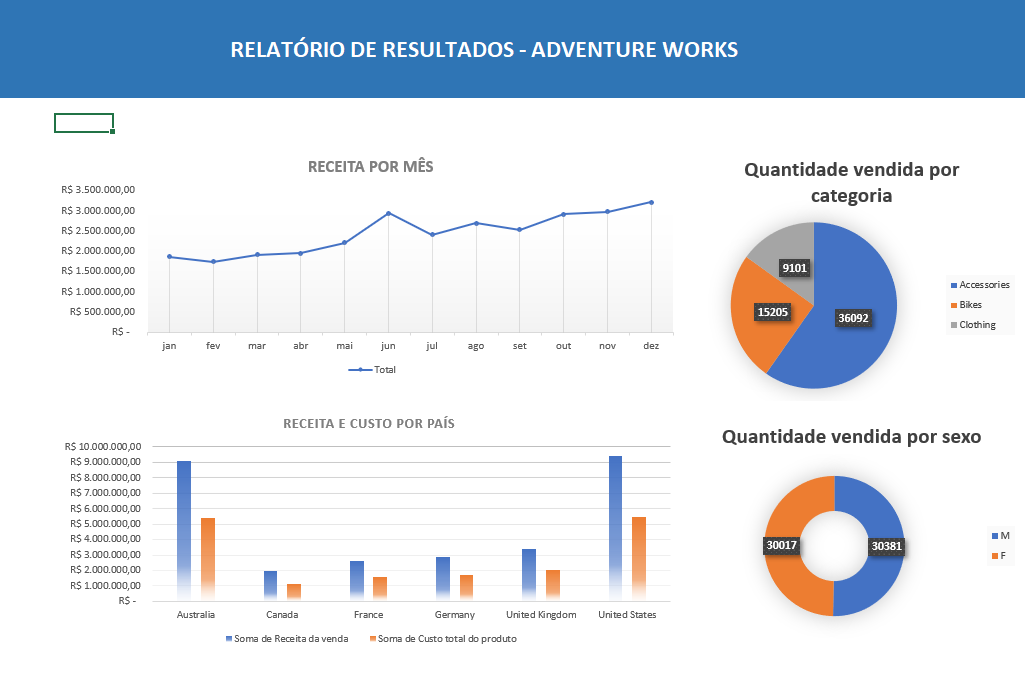 RELATÓRIO DE RESULTADOS - ADVENTURE WORKS
RECEITA POR MÊS
R$ 3.500.000,00
R$ 3.000.000,00
R$ 2.500.000,00
R$ 2.000.000,00
R$ 1.500.000,00
R$ 1.000.000,00
R$ 500.000,00
R$ -
jan fev mar abr mai jun jul ago set out nov dez
Total
Quantidade vendida por
categoria
9101
15205
36092
Accessories
Bikes
Clothing
RECEITA E CUSTO POR PAÍS
R$ 10.000.000,00
R$ 9.000.000,00
R$ 8.000.000,00
R$ 7.000.000,00
R$ 6.000.000,00
R$ 5.000.000,00
R$ 4.000.000,00
R$ 3.000.000,00
R$ 2.000.000,00
R$ 1.000.000,00
R$ -
Australia Canada France Germany United Kingdom United States
Soma de Receita da venda Soma de Custo total do produto
Quantidade vendida por sexo
30017
30381
M
F